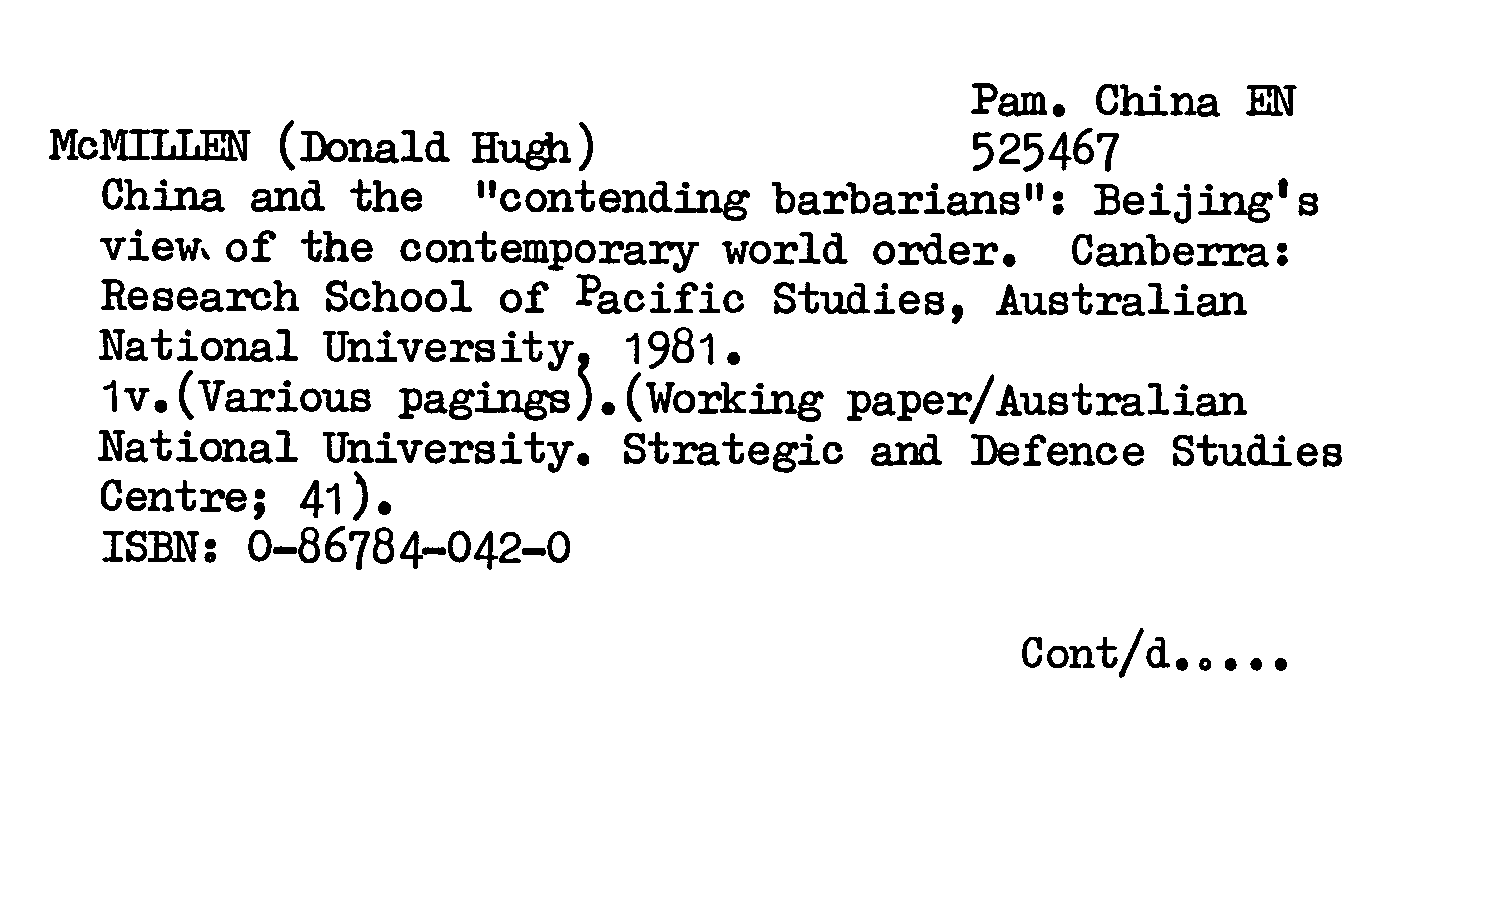 Pam. China EN
McMILLEN (Donald Hugh) 525467
China and the "contending barbarians": Beijing's
view of the contemporary world order. Canberra:
Research School of Pacific Studies, Australian
National University, 1981.
1v.(Various pagings).(Working paper/Australian
National University. Strategic and Defence Studies
Centre; 41).
ISBN: 0-86784-042-0
Cont/d.....